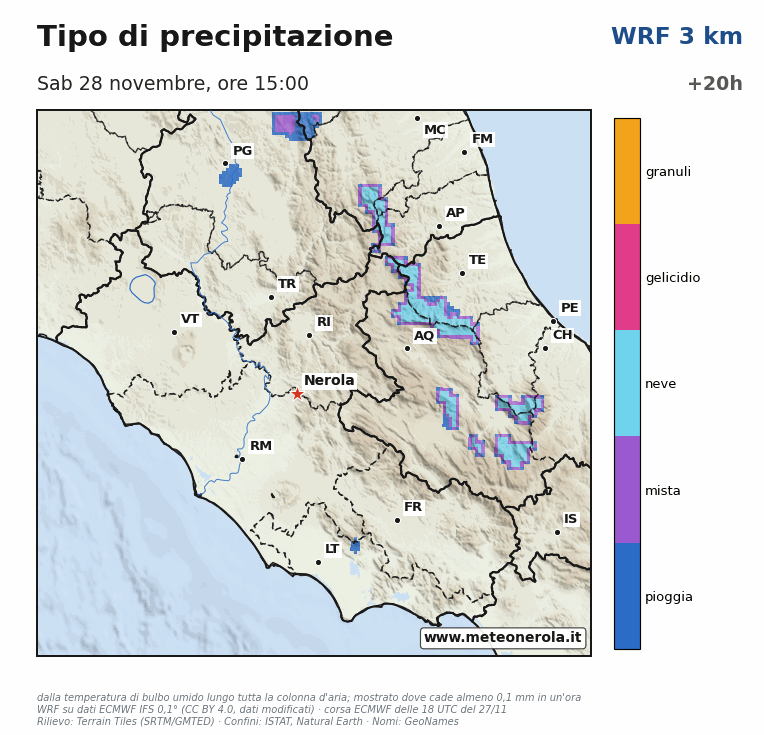 Tipo di precipitazione
WRF 3 km
Sab 28 novembre, ore 15:00
+20h
MC
FM
PG
granuli
AP
TE
TR
gelicidio
PE
VT
RI
AQ
CH
Nerola
neve
RM
mista
FR
IS
LT
pioggia
www.meteonerola.it
dalla temperatura di bulbo umido lungo tutta la colonna d'aria; mostrato dove cade almeno 0,1 mm in un'ora
WRF su dati ECMWF IFS 0,1° (CC BY 4.0, dati modificati) · corsa ECMWF delle 18 UTC del 27/11
Rilievo: Terrain Tiles (SRTM/GMTED) · Confini: ISTAT, Natural Earth · Nomi: GeoNames